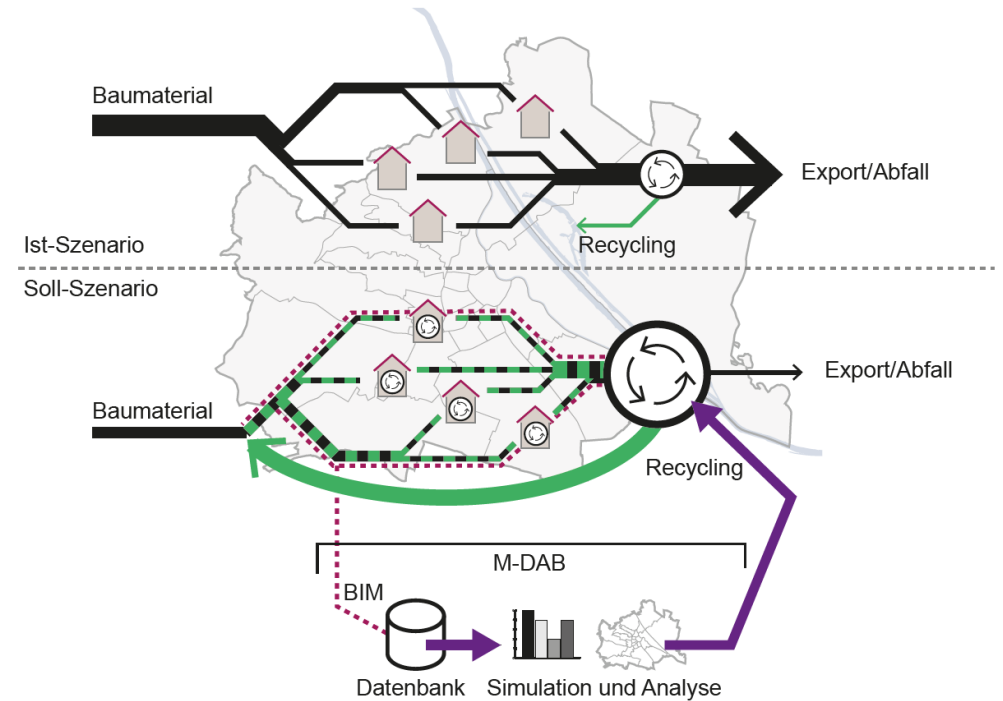 Baumaterial
Export/Abfall
Recycling
Ist-Szenario
Soll-Szenario
Export/Abfall
Baumaterial
Recycling
M-DAB
BIM
Datenbank
Simulation und Analyse